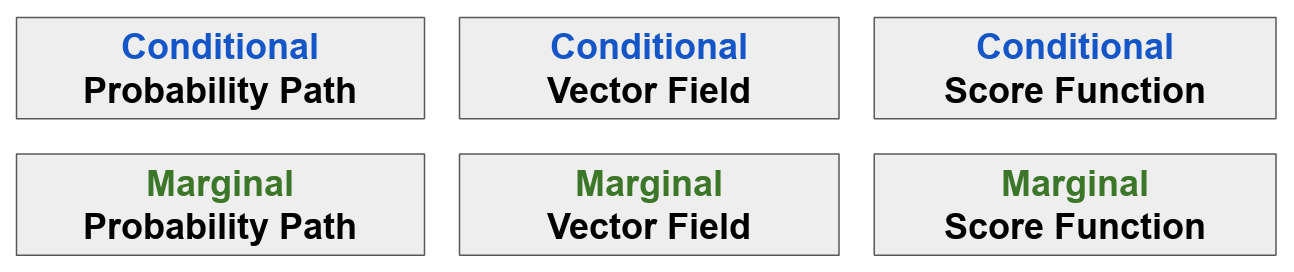 Conditional
Probability Path
Conditional
Vector Field
Conditional
Score Function
Marginal
Probability Path
Marginal
Vector Field
Marginal
Score Function